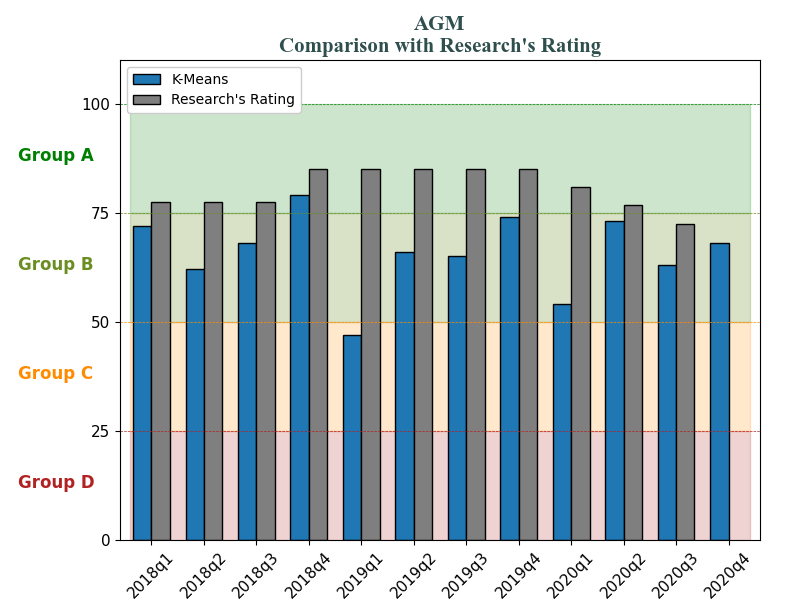 AGM
Comparison with Research's Rating
K-Means
Research's Rating
100
Group A
75
Group B
50
Group C
25
Group D
0
2018q1
2018q2
2018q3
2018q4
2019q1
2019q2
2019q3
2019q4
2020q1
2020q2
2020q3
2020q4